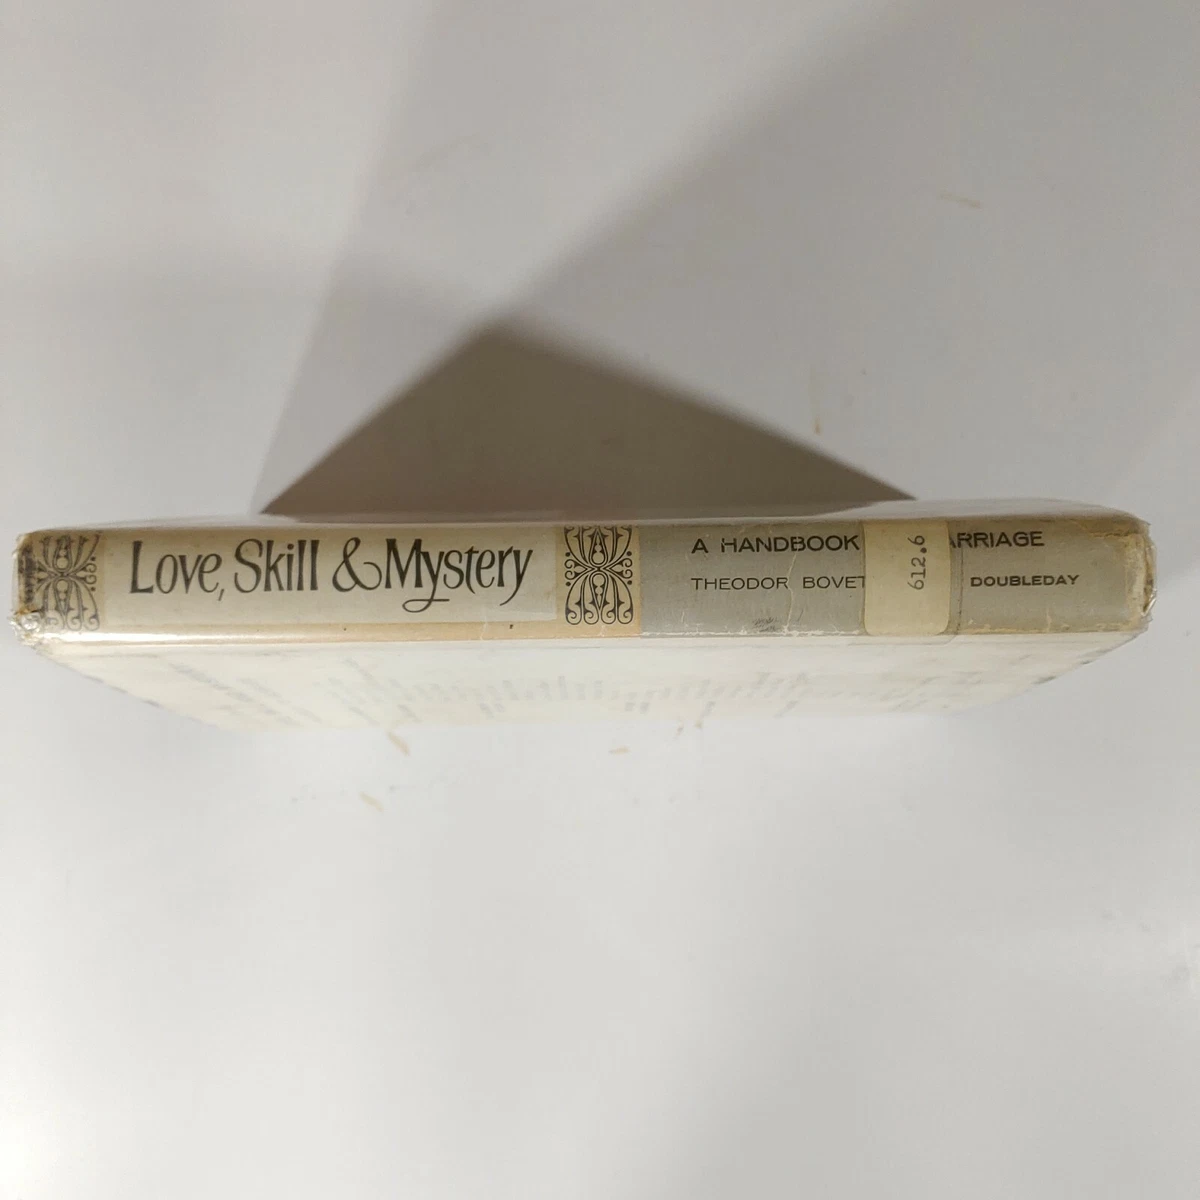 Love, Skill & Mystery
A HANDBOOK ARRIAGE
THEODOR BOVET
612.6
DOUBLEDAY